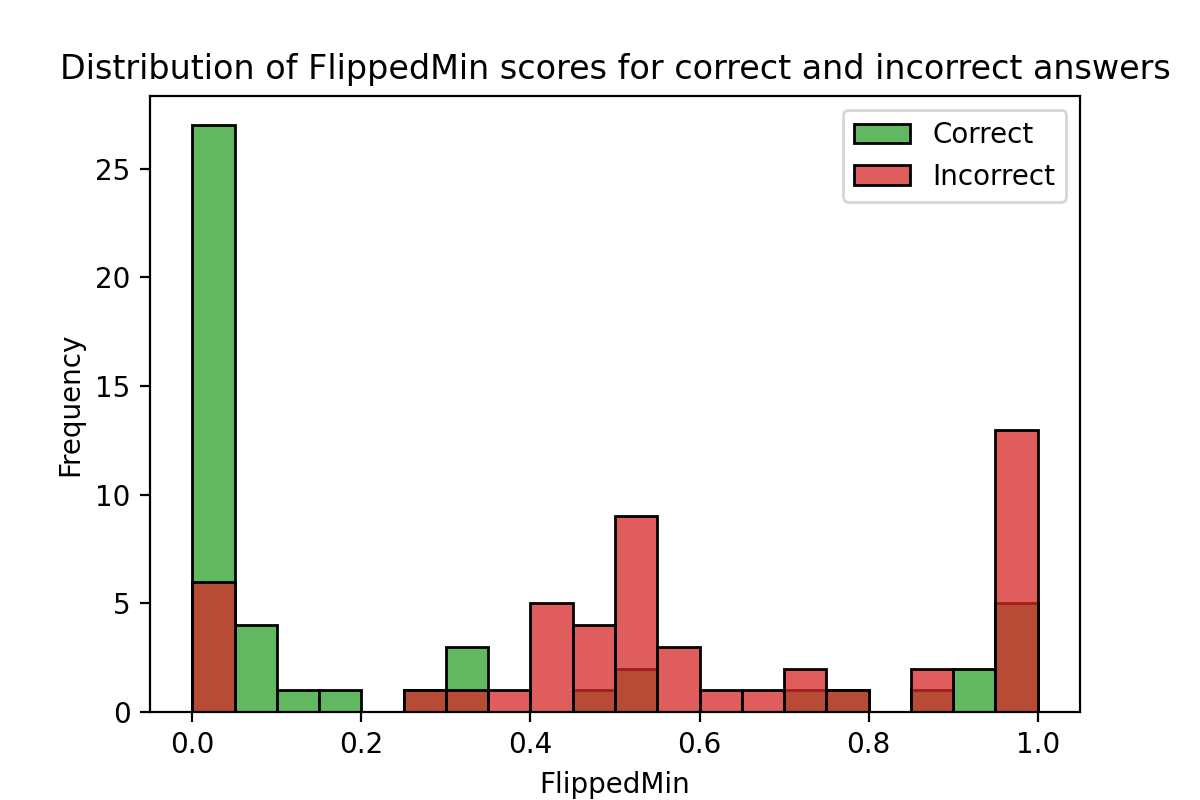 Distribution of FlippedMin scores for correct and incorrect answers
Correct
Incorrect
Frequency
25
20
15
10
5
0
0.0 0.2 0.4 0.6 0.8 1.0
FlippedMin